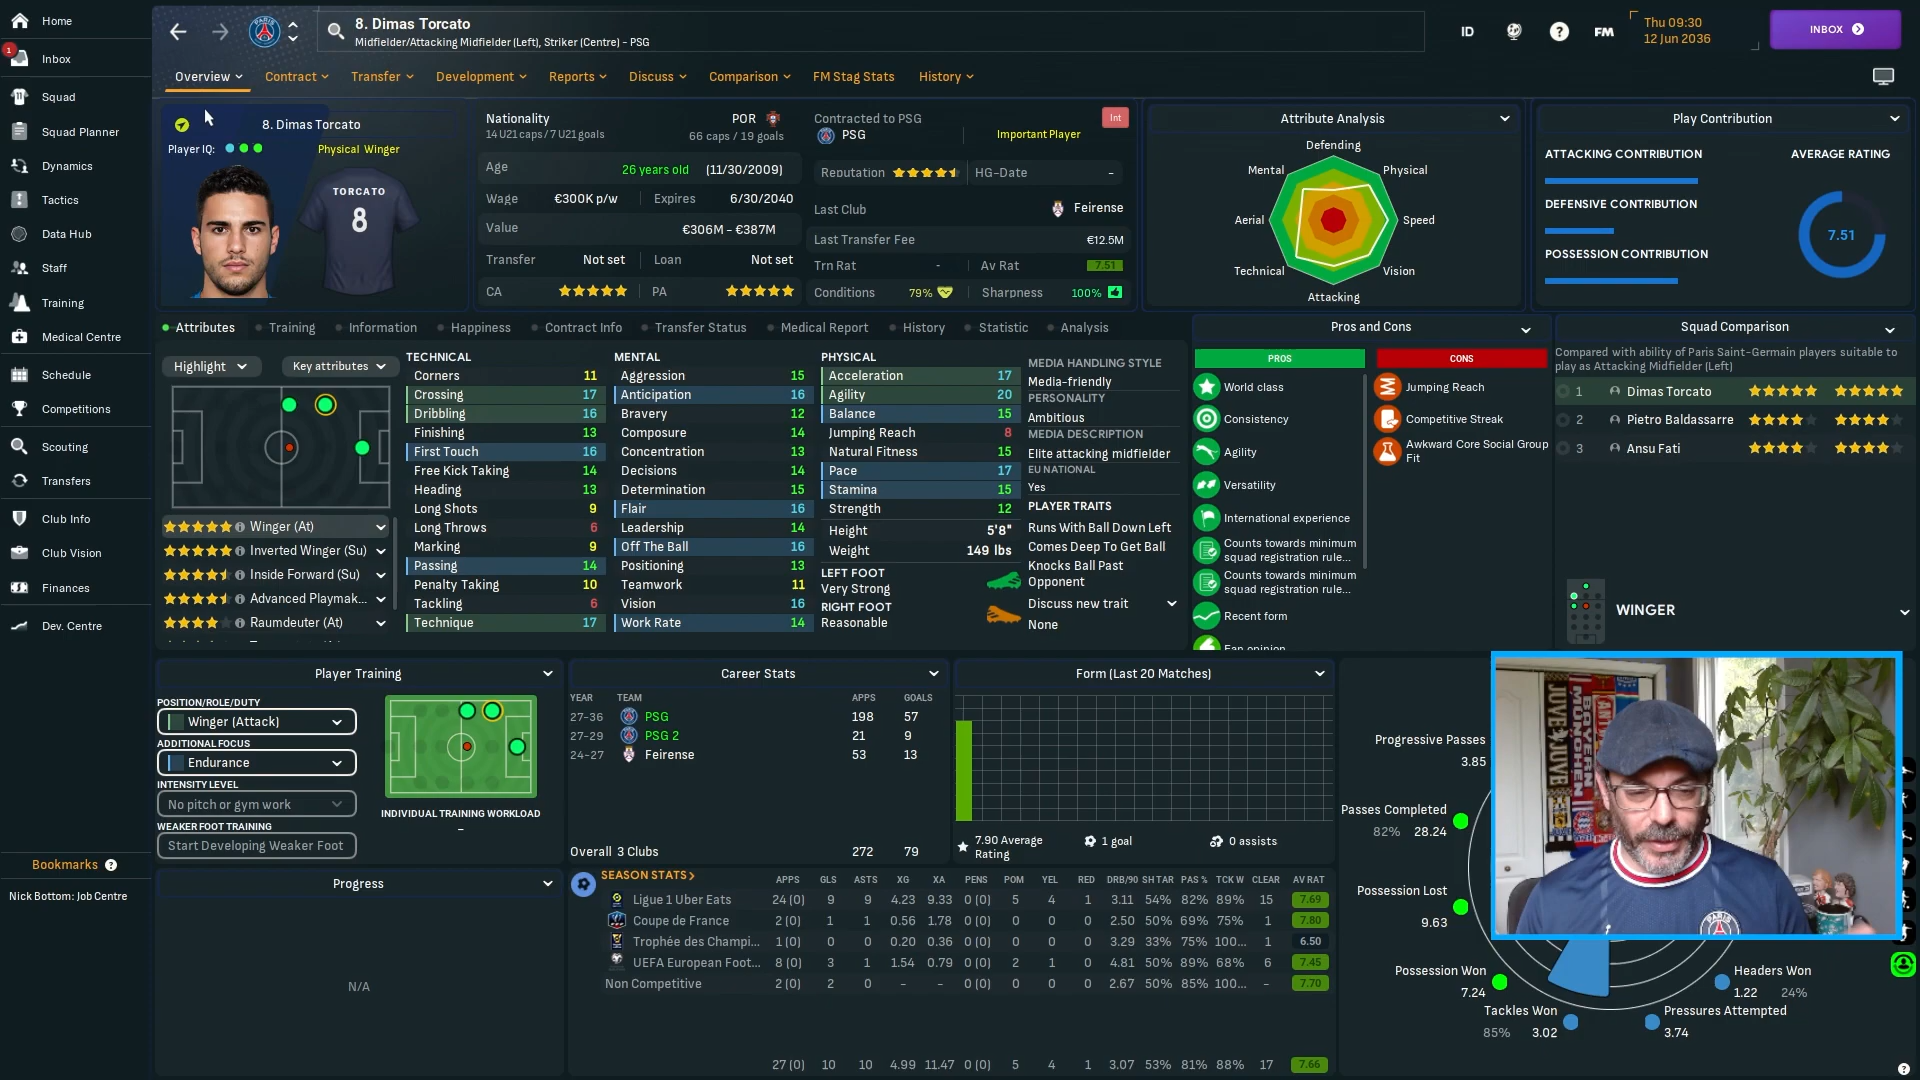 Home
Inbox
1
Squad
Squad Planner
Dynamics
Tactics
Data Hub
Staff
Training
Medical Centre
Schedule
Competitions
Scouting
Transfers
Club Info
Club Vision
Finances
Dev. Centre
Bookmarks ?
Nick Bottom: Job Centre
8. Dimas Torcato
Midfielder/Attacking Midfielder (Left), Striker (Centre) - PSG
ID
?
FM
Thu 09:30
12 Jun 2036
INBOX
Overview
Contract
Transfer
Development
Reports
Discuss
Comparison
FM Stag Stats
History
8. Dimas Torcato
Player IQ:
Physical Winger
TORCATO
8
Nationality POR
14 U21 caps / 7 U21 goals 66 caps / 19 goals
Age 26 years old (11/30/2009)
Wage €300K p/w Expires 6/30/2040
Value €306M - €387M
Transfer Not set Loan Not set
CA PA
Contracted to PSG Int
PSG Important Player
Reputation HG-Date -
Last Club Feirense
Last Transfer Fee €12.5M
Trn Rat - Av Rat 7.51
Conditions 79% Sharpness 100%
Attribute Analysis
Defending
Mental Physical
Aerial Speed
Technical Vision
Attacking
Play Contribution
ATTACKING CONTRIBUTION
DEFENSIVE CONTRIBUTION
POSSESSION CONTRIBUTION
AVERAGE RATING
7.51
Attributes Training Information Happiness Contract Info Transfer Status Medical Report History Statistic Analysis
Highlight Key attributes
Winger (At)
Inverted Winger (Su)
Inside Forward (Su)
Advanced Playmak...
Raumdeuter (At)
TECHNICAL
Corners 11
Crossing 17
Dribbling 16
Finishing 13
First Touch 16
Free Kick Taking 14
Heading 13
Long Shots 9
Long Throws 6
Marking 9
Passing 14
Penalty Taking 10
Tackling 6
Technique 17
MENTAL
Aggression 15
Anticipation 16
Bravery 12
Composure 14
Concentration 13
Decisions 14
Determination 15
Flair 16
Leadership 14
Off The Ball 16
Positioning 13
Teamwork 11
Vision 16
Work Rate 14
PHYSICAL
Acceleration 17
Agility 20
Balance 15
Jumping Reach 8
Natural Fitness 15
Pace 17
Stamina 15
Strength 12
Height 5'8"
Weight 149 lbs
LEFT FOOT
Very Strong
RIGHT FOOT
Reasonable
MEDIA HANDLING STYLE
Media-friendly
PERSONALITY
Ambitious
MEDIA DESCRIPTION
Elite attacking midfielder
EU NATIONAL
Yes
PLAYER TRAITS
Runs With Ball Down Left
Comes Deep To Get Ball
Knocks Ball Past
Opponent
Discuss new trait
None
Pros and Cons
PROS CONS
World class
Consistency
Agility
Versatility
International experience
Counts towards minimum
squad registration rule...
Counts towards minimum
squad registration rule...
Recent form
Fan opinion
Jumping Reach
Competitive Streak
Awkward Core Social Group
Fit
Squad Comparison
Compared with ability of Paris Saint-Germain players suitable to
play as Attacking Midfielder (Left)
1 Dimas Torcato
2 Pietro Baldassarre
3 Ansu Fati
WINGER
Player Training
POSITION/ROLE/DUTY
Winger (Attack)
ADDITIONAL FOCUS
Endurance
INTENSITY LEVEL
No pitch or gym work
WEAKER FOOT TRAINING
Start Developing Weaker Foot
INDIVIDUAL TRAINING WORKLOAD
–
Career Stats
YEAR TEAM APPS GOALS
27-36 PSG 198 57
27-29 PSG 2 21 9
24-27 Feirense 53 13
Overall 3 Clubs 272 79
Form (Last 20 Matches)
7.90 Average
Rating
1 goal
0 assists
Progress
N/A
SEASON STATS APPS GLS ASTS XG XA PENS POM YEL RED DRB/90 SH TAR PAS % TCK W CLEAR AV RAT
Ligue 1 Uber Eats 24 (0) 9 9 4.23 9.33 0 (0) 5 4 1 3.11 54% 82% 89% 15 7.69
Coupe de France 2 (0) 1 1 0.56 1.78 0 (0) 0 0 0 2.50 50% 69% 75% 1 7.80
Trophée des Champi... 1 (0) 0 0 0.20 0.36 0 (0) 0 0 0 3.29 33% 75% 100... 1 6.50
UEFA European Foot... 8 (0) 3 1 1.54 0.79 0 (0) 2 1 0 4.81 50% 89% 68% 6 7.45
Non Competitive 2 (0) 2 0 - - 0 (0) 0 0 0 2.67 50% 85% 100... - 7.70
27 (0) 10 10 4.99 11.47 0 (0) 5 4 1 3.07 53% 81% 88% 17 7.66
Progressive Passes
3.85
Passes Completed
82% 28.24
Possession Lost
9.63
Possession Won
7.24
Tackles Won
85% 3.02
Headers Won
1.22 24%
Pressures Attempted
3.74
JUVE
BAYERN
MÜNCHEN
PARIS
?